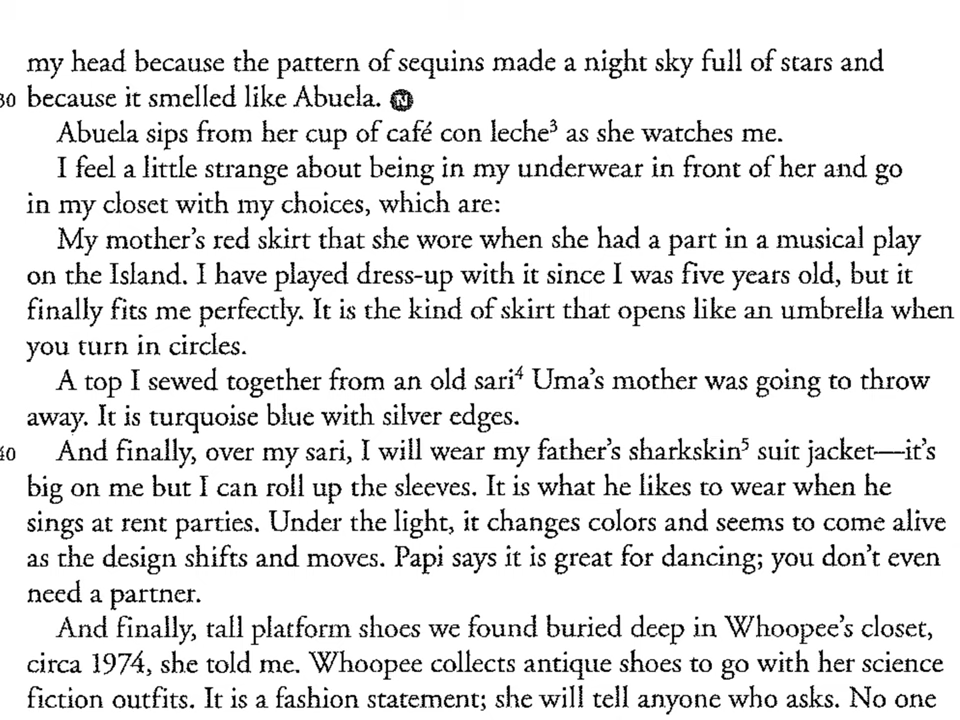 my head because the pattern of sequins made a night sky full of stars and
30 because it smelled like Abuela. N
Abuela sips from her cup of café con leche³ as she watches me.
I feel a little strange about being in my underwear in front of her and go
in my closet with my choices, which are:
My mother’s red skirt that she wore when she had a part in a musical play
on the Island. I have played dress-up with it since I was five years old, but it
finally fits me perfectly. It is the kind of skirt that opens like an umbrella when
you turn in circles.
A top I sewed together from an old sari⁴ Uma’s mother was going to throw
away. It is turquoise blue with silver edges.
40 And finally, over my sari, I will wear my father’s sharkskin⁵ suit jacket—it’s
big on me but I can roll up the sleeves. It is what he likes to wear when he
sings at rent parties. Under the light, it changes colors and seems to come alive
as the design shifts and moves. Papi says it is great for dancing; you don’t even
need a partner.
And finally, tall platform shoes we found buried deep in Whoopee’s closet,
circa 1974, she told me. Whoopee collects antique shoes to go with her science
fiction outfits. It is a fashion statement; she will tell anyone who asks. No one